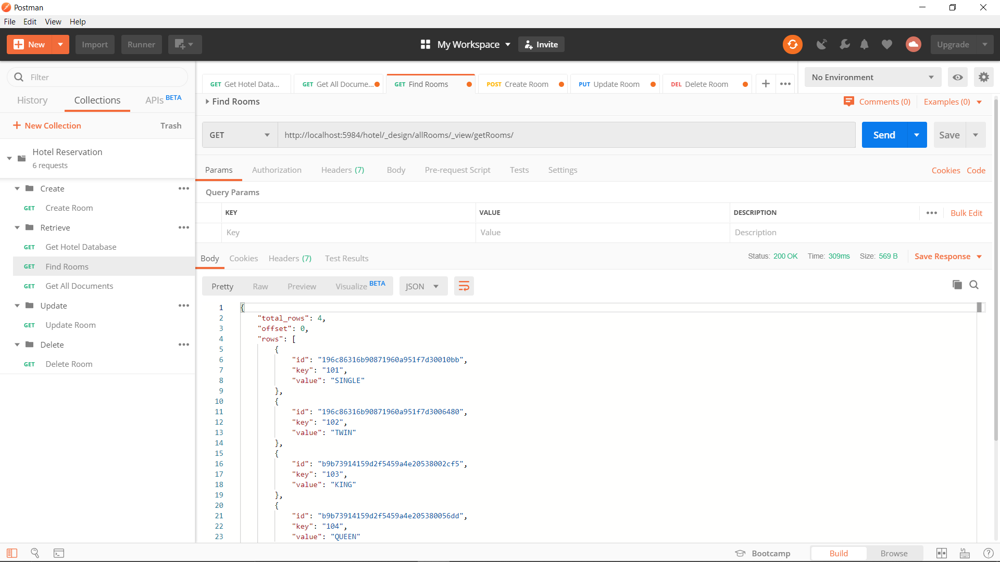 Postman
File Edit View Help
New Import Runner My Workspace Invite Upgrade
Filter
History Collections APIs BETA
New Collection Trash
Hotel Reservation
6 requests
Create
GET Create Room
Retrieve
GET Get Hotel Database
GET Find Rooms
GET Get All Documents
Update
GET Update Room
Delete
GET Delete Room
GET Get Hotel Data... GET Get All Docume... GET Find Rooms POST Create Room PUT Update Room DEL Delete Room No Environment
Find Rooms Comments (0) Examples (0)
GET http://localhost:5984/hotel/_design/allRooms/_view/getRooms/ Send Save
Params Authorization Headers (7) Body Pre-request Script Tests Settings Cookies Code
Query Params
KEY VALUE DESCRIPTION Bulk Edit
Key Value Description
Body Cookies Headers (7) Test Results Status: 200 OK Time: 309ms Size: 569 B Save Response
Pretty Raw Preview Visualize BETA JSON
1 {
2 "total_rows": 4,
3 "offset": 0,
4 "rows": [
5 {
6 "id": "196c86316b90871960a951f7d30010bb",
7 "key": "101",
8 "value": "SINGLE"
9 },
10 {
11 "id": "196c86316b90871960a951f7d3006480",
12 "key": "102",
13 "value": "TWIN"
14 },
15 {
16 "id": "b9b73914159d2f5459a4e20538002cf5",
17 "key": "103",
18 "value": "KING"
19 },
20 {
21 "id": "b9b73914159d2f5459a4e205380056dd",
22 "key": "104",
23 "value": "QUEEN"
Bootcamp Build Browse